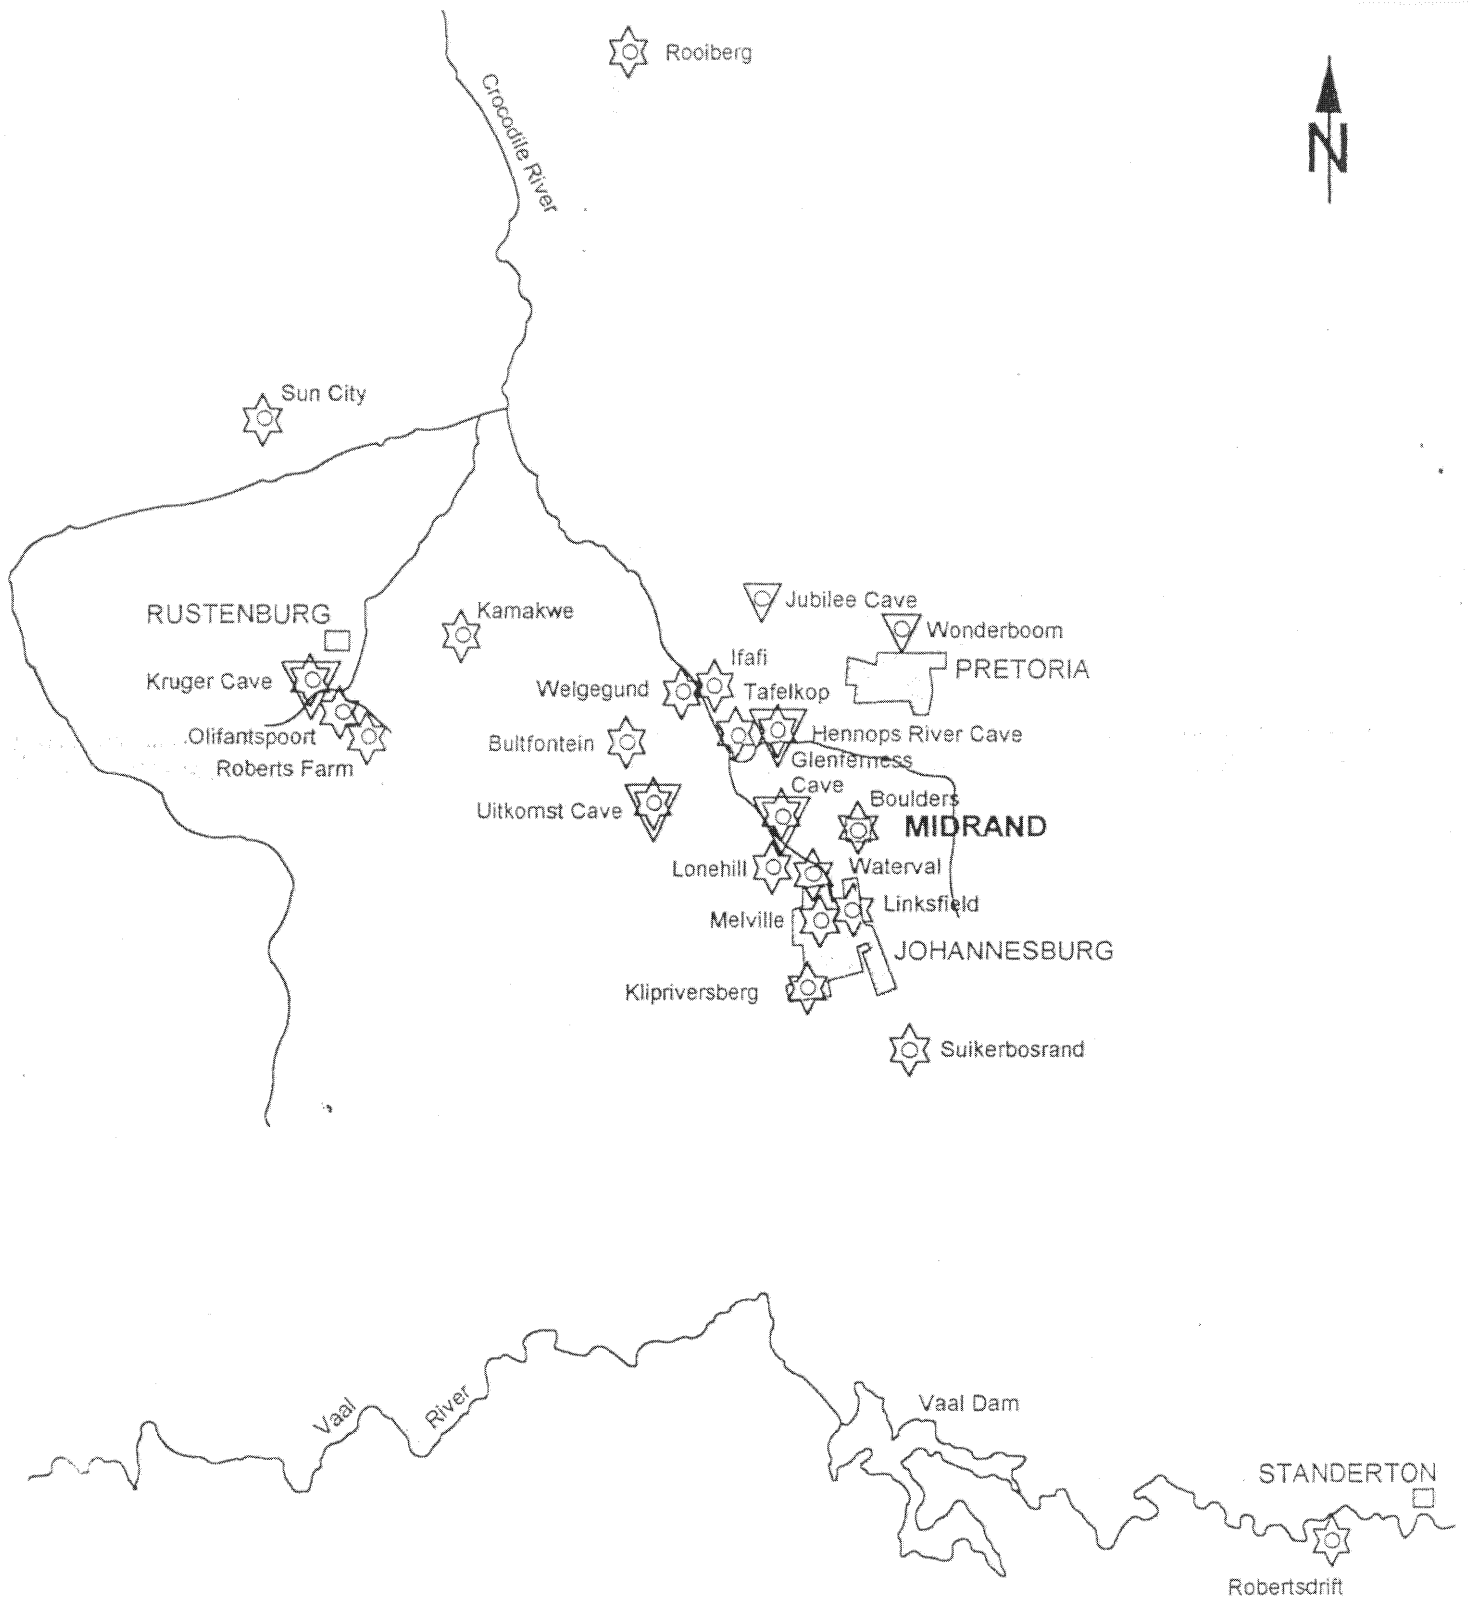 Rooiberg
Crocodile River
N
Sun City
Jubilee Cave
RUSTENBURG
Kamakwe
Wonderboom
Ifafi
PRETORIA
Kruger Cave
Welgegund
Tafelkop
Olifantspoort
Bultfontein
Hennops River Cave
Roberts Farm
Glenferness
Cave
Uitkomst Cave
Boulders
MIDRAND
Lonehill
Waterval
Melville
Linksfield
JOHANNESBURG
Klipriversberg
Suikerbosrand
Vaal River
Vaal Dam
STANDERTON
Robertsdrift